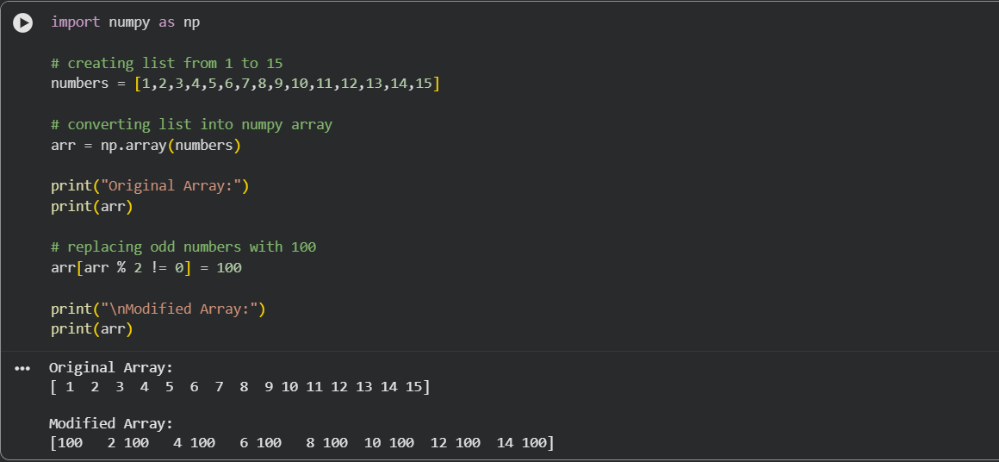 import numpy as np
# creating list from 1 to 15
numbers = [1,2,3,4,5,6,7,8,9,10,11,12,13,14,15]
# converting list into numpy array
arr = np.array(numbers)
print("Original Array:")
print(arr)
# replacing odd numbers with 100
arr[arr % 2 != 0] = 100
print("\nModified Array:")
print(arr)
Original Array:
[ 1  2  3  4  5  6  7  8  9 10 11 12 13 14 15]
Modified Array:
[100   2 100   4 100   6 100   8 100  10 100  12 100  14 100]